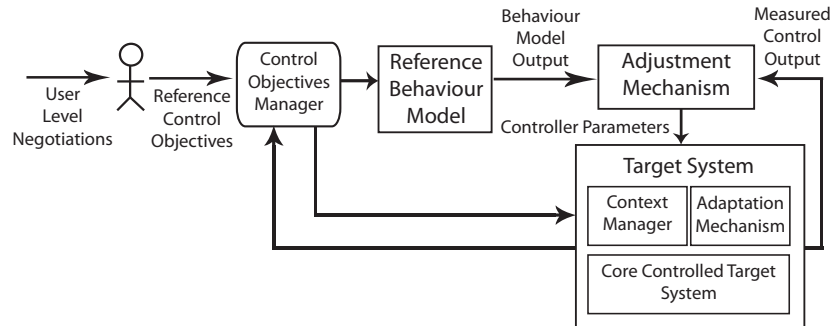 User
Level
Negotiations
Reference
Control
Objectives
Control
Objectives
Manager
Reference
Behaviour
Model
Behaviour
Model
Output
Adjustment
Mechanism
Measured
Control
Output
Controller Parameters
Target System
Context
Manager
Adaptation
Mechanism
Core Controlled Target
System